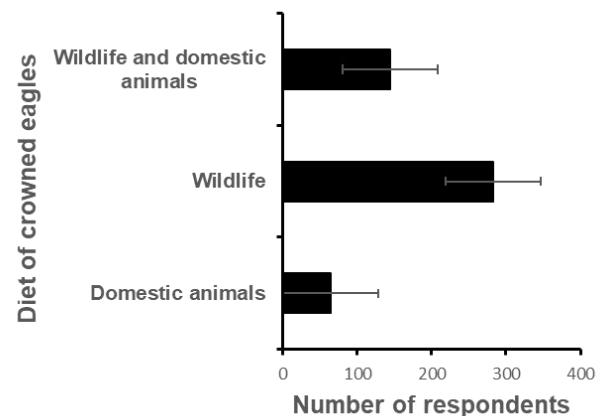 Diet of crowned eagles
Wildlife and domestic
animals
Wildlife
Domestic animals
0 100 200 300 400
Number of respondents